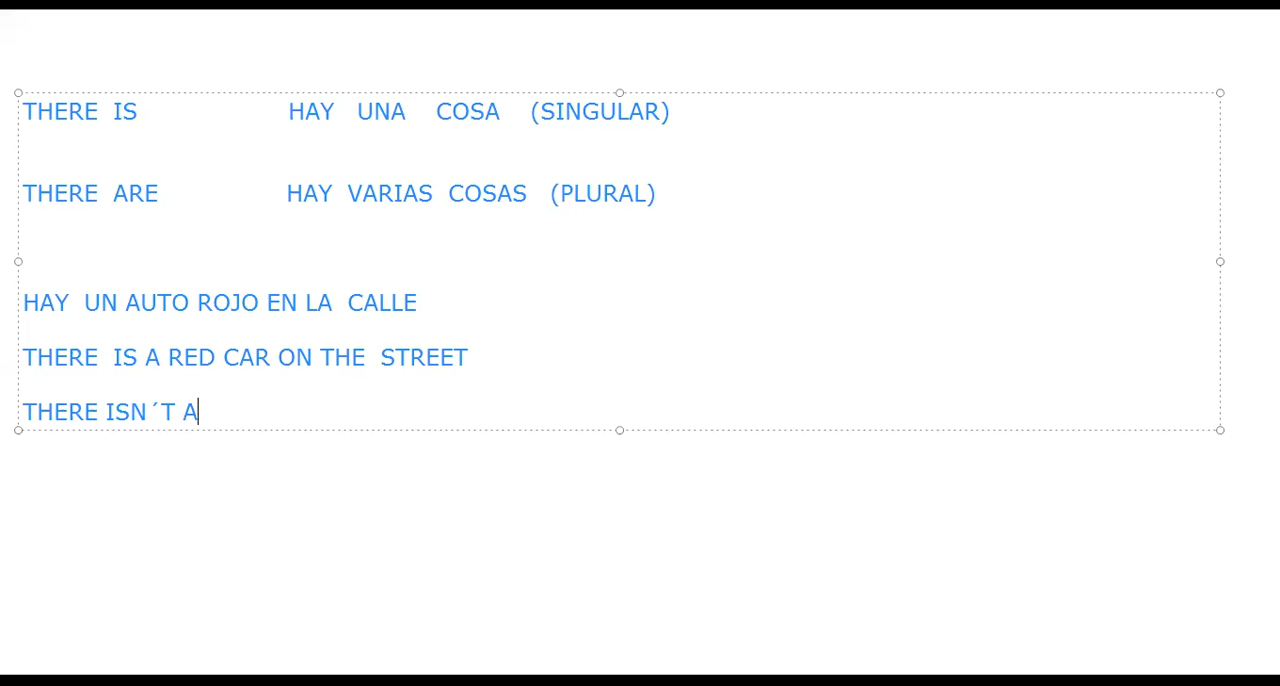 THERE IS HAY UNA COSA (SINGULAR)
THERE ARE HAY VARIAS COSAS (PLURAL)
HAY UN AUTO ROJO EN LA CALLE
THERE IS A RED CAR ON THE STREET
THERE ISN´T A